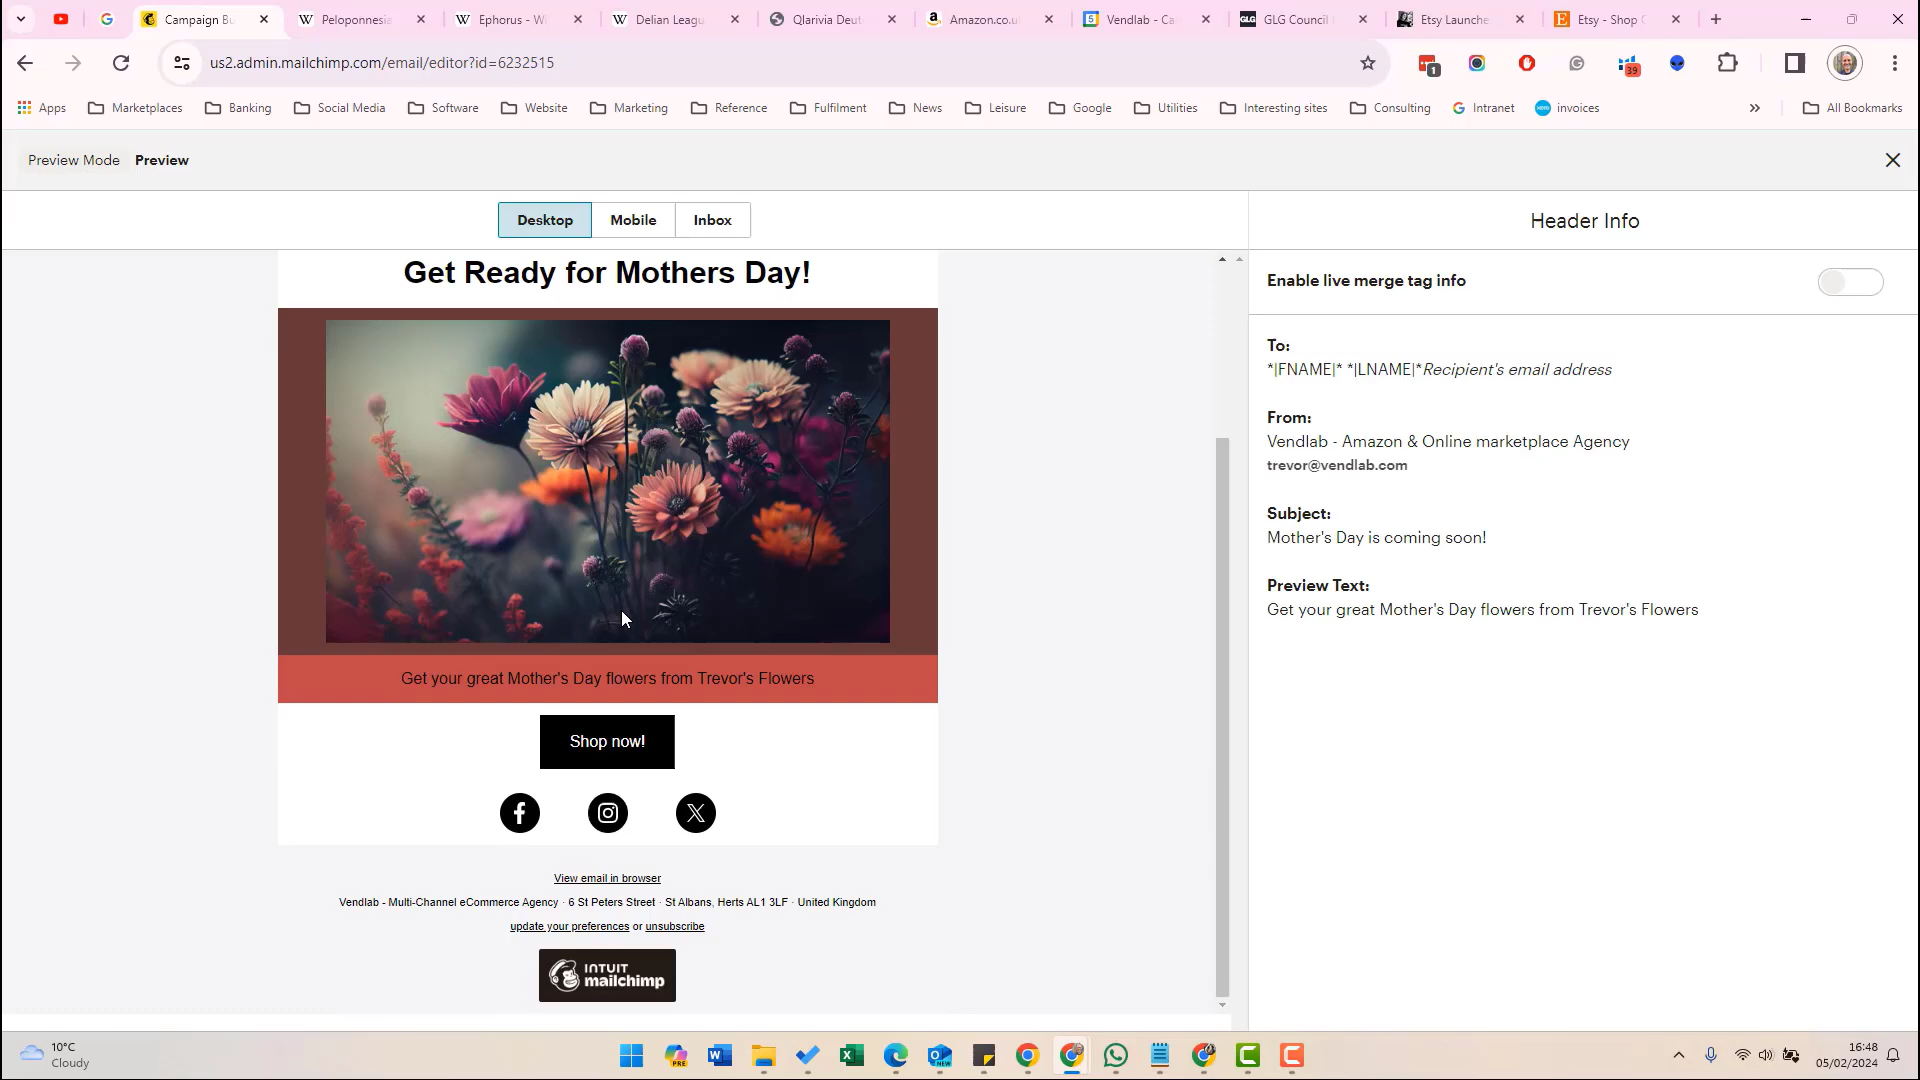 Campaign Bu
Peloponnesia
Ephorus - Wi
Delian Leagu
Qlarivia Deut
Amazon.co.u
Vendlab - Ca
GLG Council
Etsy Launche
Etsy - Shop
us2.admin.mailchimp.com/email/editor?id=6232515
1
39
Apps
Marketplaces
Banking
Social Media
Software
Website
Marketing
Reference
Fulfilment
News
Leisure
Google
Utilities
Interesting sites
Consulting
Intranet
invoices
»
All Bookmarks
Preview Mode
Preview
Desktop
Mobile
Inbox
Header Info
Get Ready for Mothers Day!
Get your great Mother's Day flowers from Trevor's Flowers
Shop now!
View email in browser
Vendlab - Multi-Channel eCommerce Agency · 6 St Peters Street · St Albans, Herts AL1 3LF · United Kingdom
update your preferences or unsubscribe
INTUIT
mailchimp
Enable live merge tag info
To:
*|FNAME|* *|LNAME|*Recipient's email address
From:
Vendlab - Amazon & Online marketplace Agency
trevor@vendlab.com
Subject:
Mother's Day is coming soon!
Preview Text:
Get your great Mother's Day flowers from Trevor's Flowers
10°C
Cloudy
16:48
05/02/2024